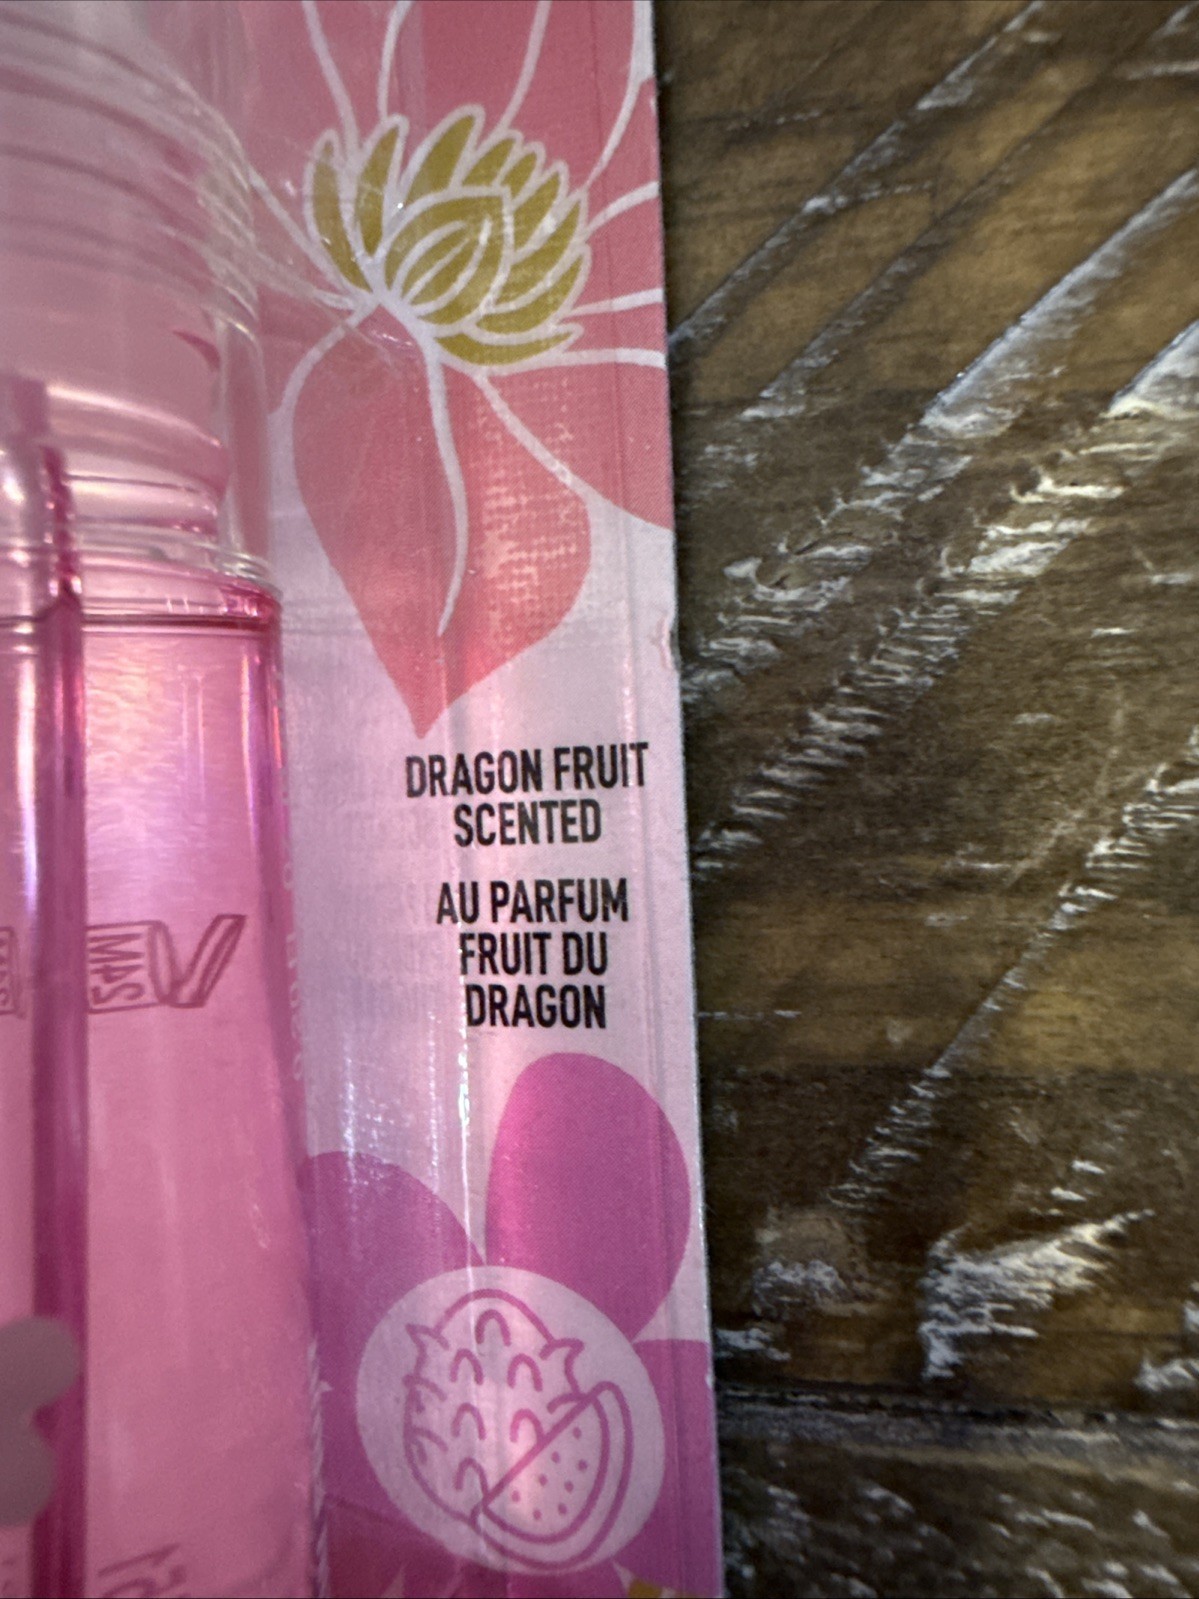 DRAGON FRUIT
SCENTED
AU PARFUM
FRUIT DU
DRAGON